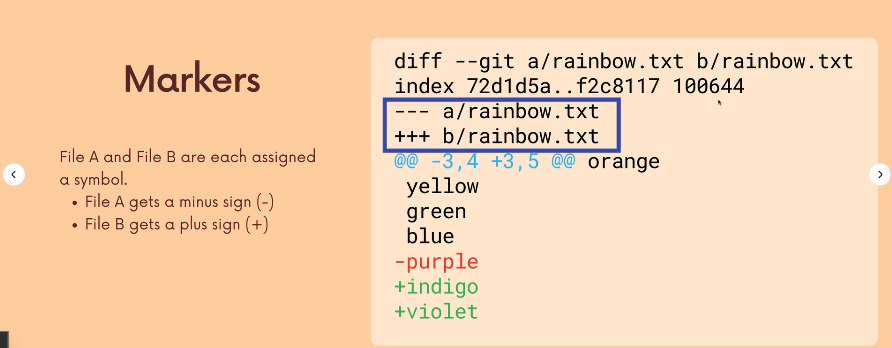 Markers
File A and File B are each assigned
a symbol.
• File A gets a minus sign (-)
• File B gets a plus sign (+)
diff --git a/rainbow.txt b/rainbow.txt
index 72d1d5a..f2c8117 100644
--- a/rainbow.txt
+++ b/rainbow.txt
@@ -3,4 +3,5 @@ orange
 yellow
 green
 blue
-purple
+indigo
+violet